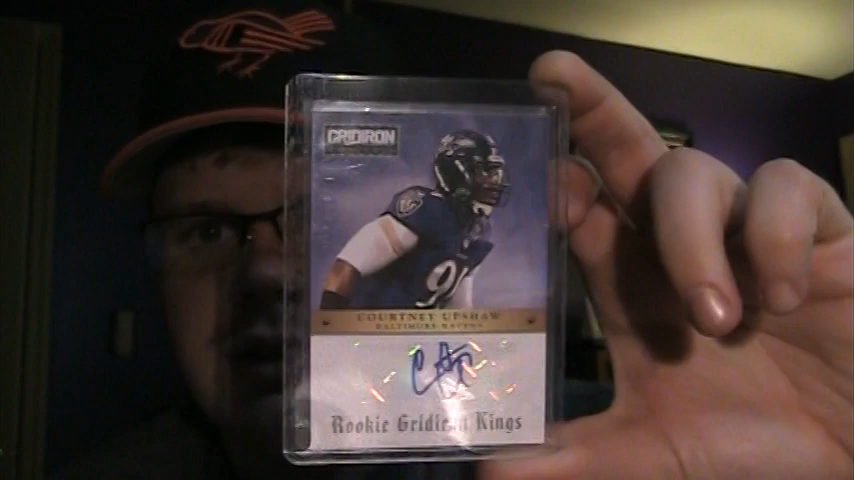 GRIDIRON
COURTNEY UPSHAW
BALTIMORE RAVENS
Rookie Gridiron Kings